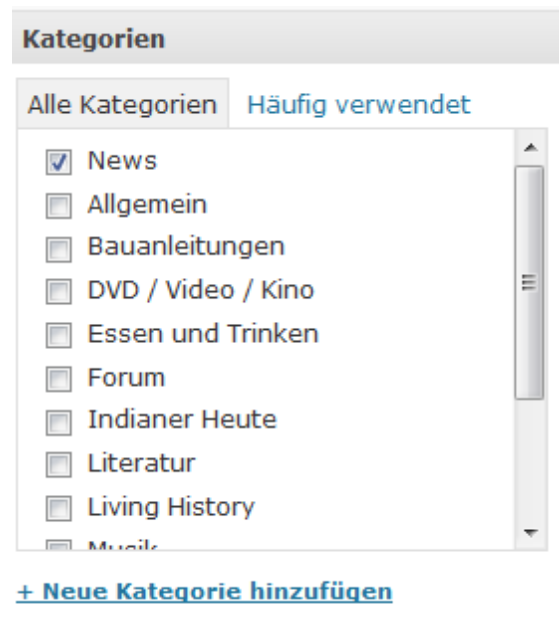 Kategorien
Alle Kategorien Häufig verwendet
News
Allgemein
Bauanleitungen
DVD / Video / Kino
Essen und Trinken
Forum
Indianer Heute
Literatur
Living History
Musik
+ Neue Kategorie hinzufügen